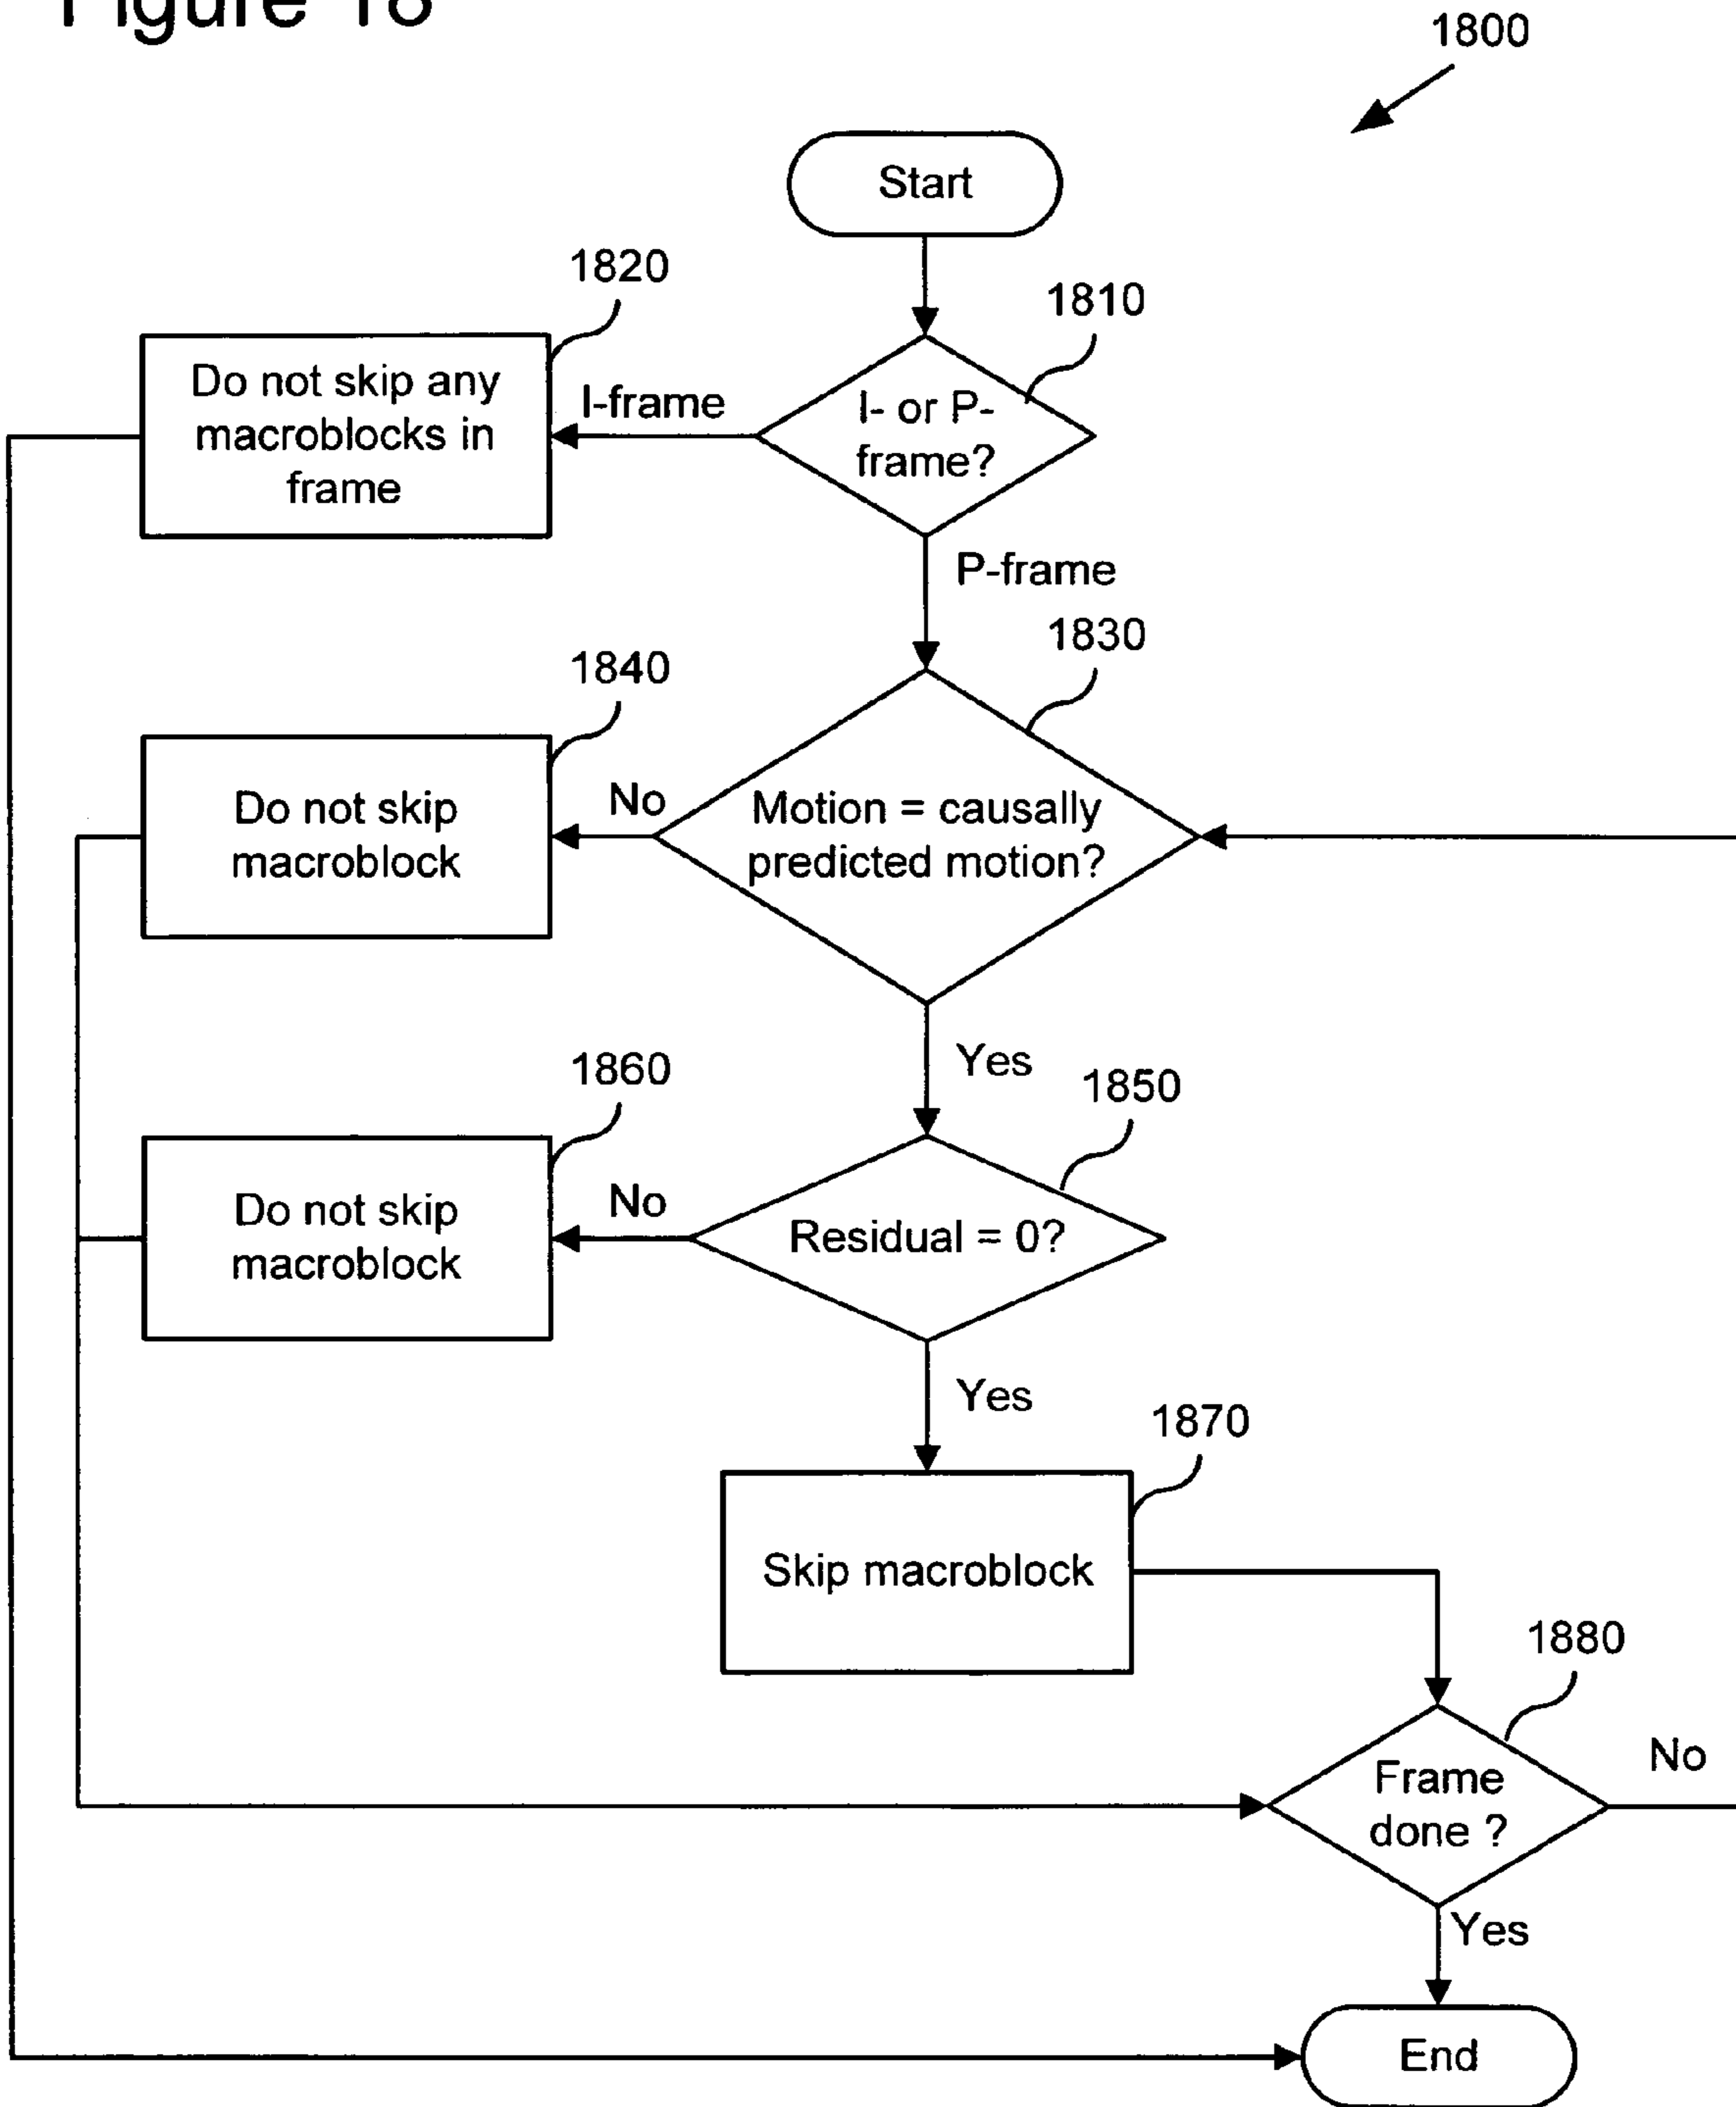 Figure 18
1800
Start
1820
1810
Do not skip any
macroblocks in
frame
I-frame
I- or P-
frame?
P-frame
1830
1840
Do not skip
macroblock
No
Motion = causally
predicted motion?
Yes
1850
1860
Do not skip
macroblock
No
Residual = 0?
Yes
1870
Skip macroblock
1880
Frame
done ?
No
Yes
End